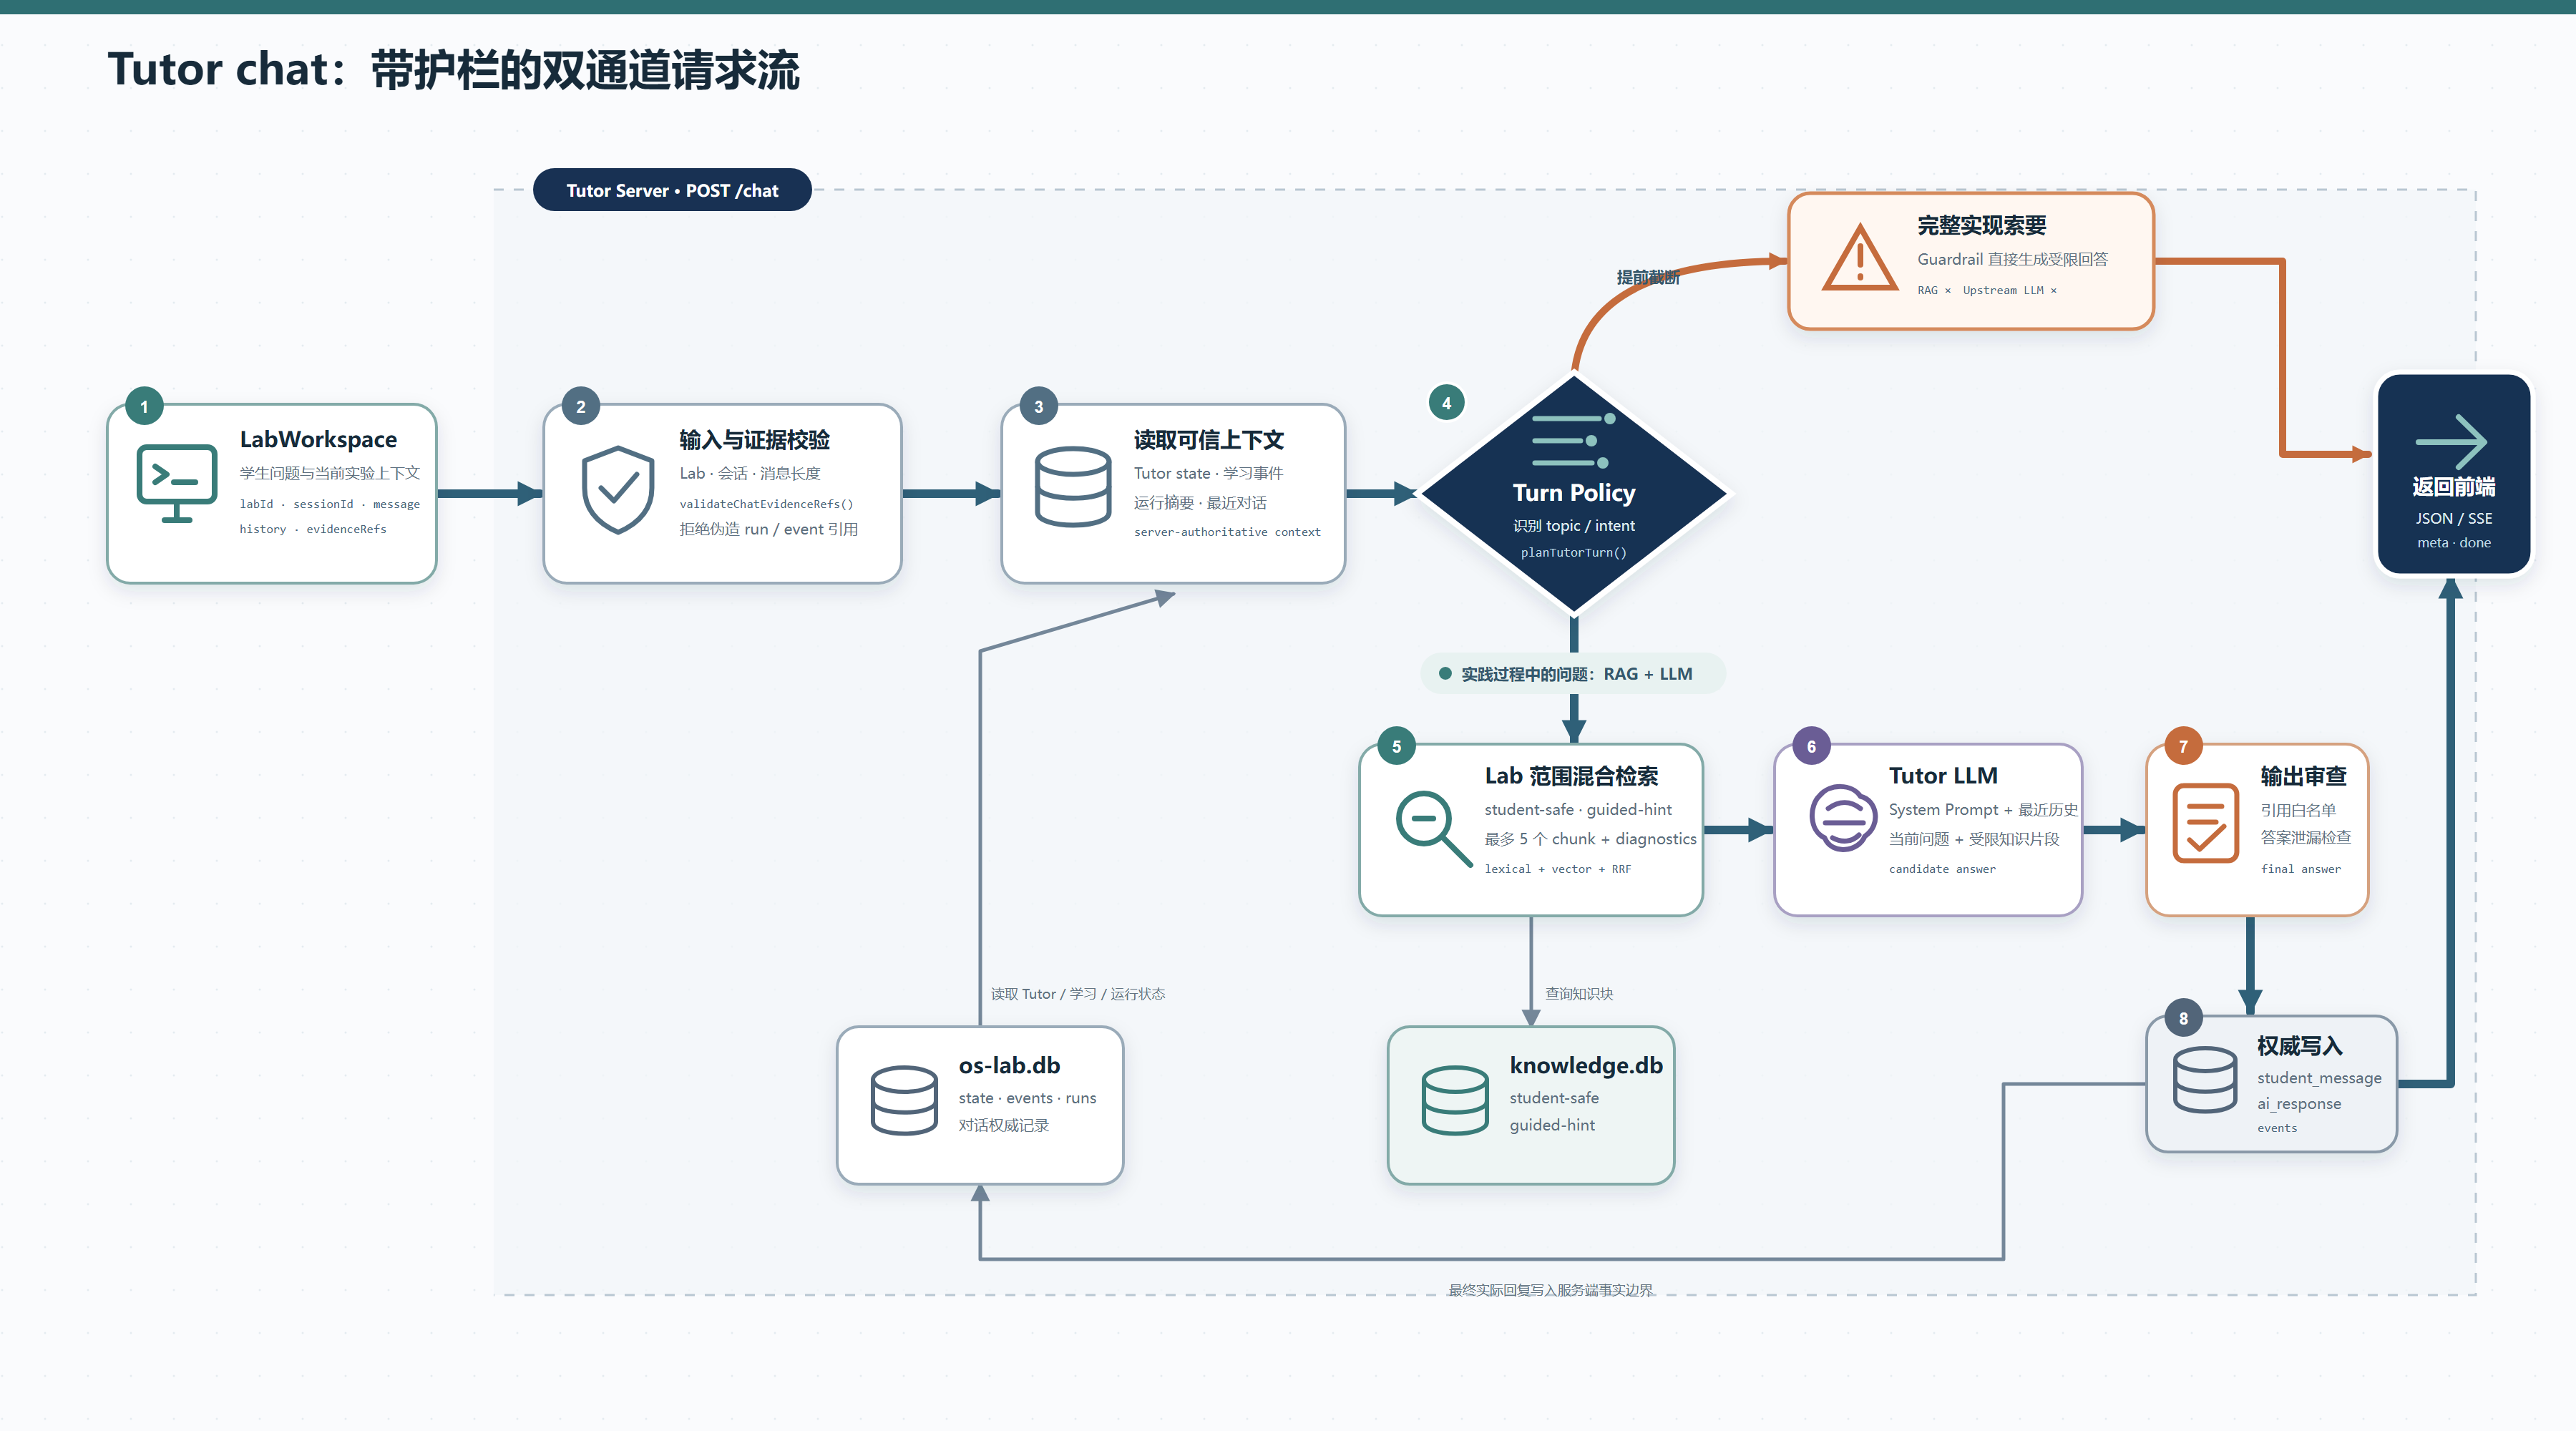 Tutor chat：带护栏的双通道请求流
Tutor Server • POST /chat
完整实现索要
Guardrail 直接生成受限回答
RAG × Upstream LLM ×
提前截断
1
LabWorkspace
学生问题与当前实验上下文
labId · sessionId · message
history · evidenceRefs
2
输入与证据校验
Lab · 会话 · 消息长度
validateChatEvidenceRefs()
拒绝伪造 run / event 引用
3
读取可信上下文
Tutor state · 学习事件
运行摘要 · 最近对话
server-authoritative context
4
Turn Policy
识别 topic / intent
planTutorTurn()
返回前端
JSON / SSE
meta · done
实践过程中的问题：RAG + LLM
5
Lab 范围混合检索
student-safe · guided-hint
最多 5 个 chunk + diagnostics
lexical + vector + RRF
6
Tutor LLM
System Prompt + 最近历史
当前问题 + 受限知识片段
candidate answer
7
输出审查
引用白名单
答案泄漏检查
final answer
读取 Tutor / 学习 / 运行状态
查询知识块
os-lab.db
state · events · runs
对话权威记录
knowledge.db
student-safe
guided-hint
8
权威写入
student_message
ai_response
events
最终实际回复写入服务端事实边界